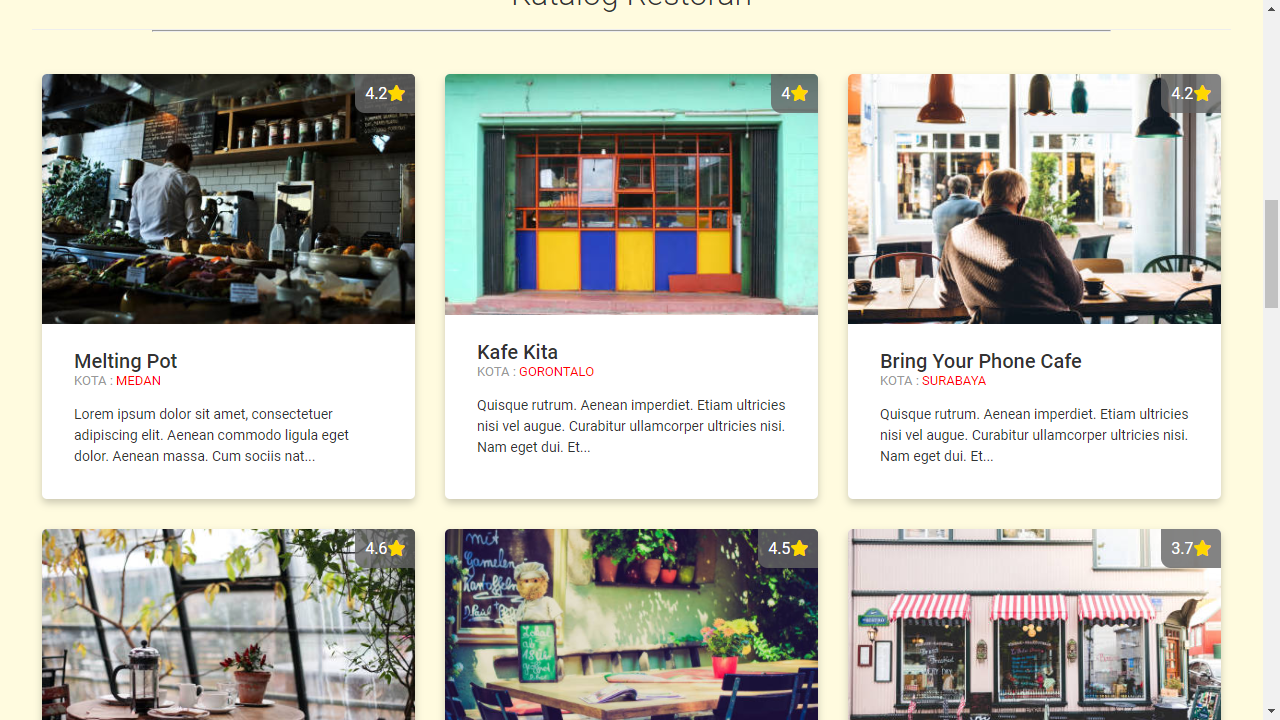 Katalog Restoran
4.2
4
4.2
Melting Pot
KOTA : MEDAN
Lorem ipsum dolor sit amet, consectetuer
adipiscing elit. Aenean commodo ligula eget
dolor. Aenean massa. Cum sociis nat...
Kafe Kita
KOTA : GORONTALO
Quisque rutrum. Aenean imperdiet. Etiam ultricies
nisi vel augue. Curabitur ullamcorper ultricies nisi.
Nam eget dui. Et...
Bring Your Phone Cafe
KOTA : SURABAYA
Quisque rutrum. Aenean imperdiet. Etiam ultricies
nisi vel augue. Curabitur ullamcorper ultricies nisi.
Nam eget dui. Et...
4.6
4.5
3.7
mit